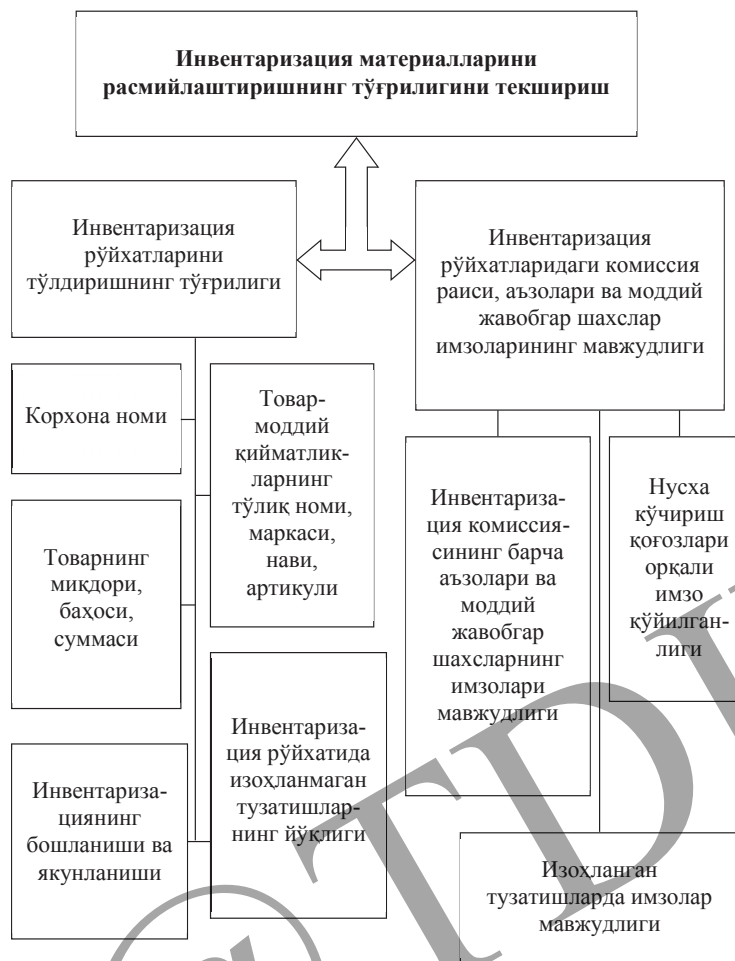 Инвентаризация материалларини
расмийлаштиришнинг тўғрилигини текшириш
Инвентаризация
рўйхатларини
тўлдиришнинг тўғрилиги
Инвентаризация
рўйхатларидаги комиссия
раиси, аъзолари ва моддий
жавобгар шахслар
имзоларининг мавжудлиги
Корхона номи
Товар-
моддий
қийматлик-
ларнинг
тўлиқ номи,
маркаси,
нави,
артикули
Товарнинг
миқдори,
баҳоси,
суммаси
Инвентариза-
ция рўйхатида
изоҳланмаган
тузатишлар-
нинг йўқлиги
Инвентариза-
циянинг
бошланиши ва
якунланиши
Инвентариза-
ция комиссия-
сининг барча
аъзолари ва
моддий
жавобгар
шахсларнинг
имзолари
мавжудлиги
Нусха
кўчириш
қоғозлари
орқали
имзо
қўйилган-
лиги
Изоҳланган
тузатишларда имзолар
мавжудлиги